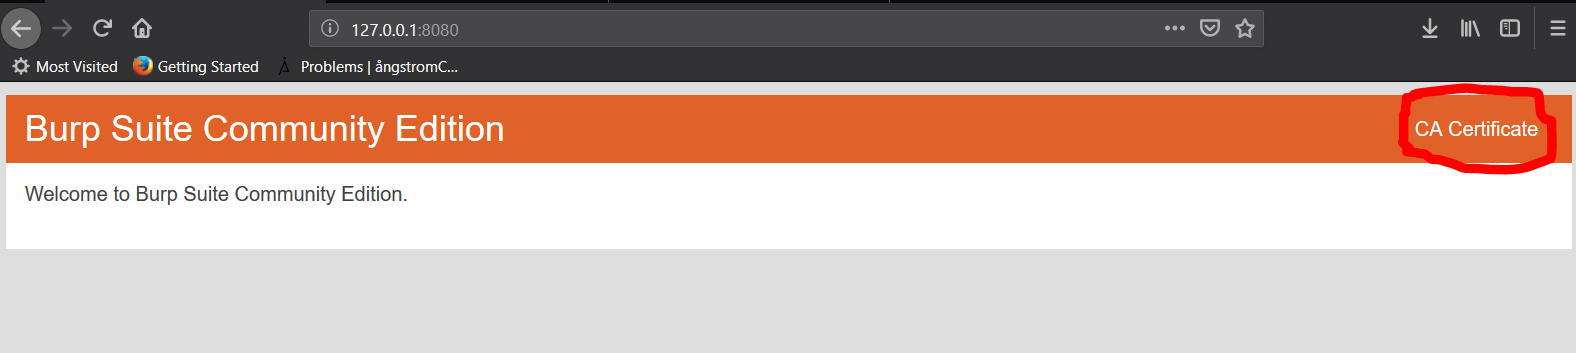 127.0.0.1:8080
Most Visited Getting Started Problems | ångstromC...
Burp Suite Community Edition CA Certificate
Welcome to Burp Suite Community Edition.